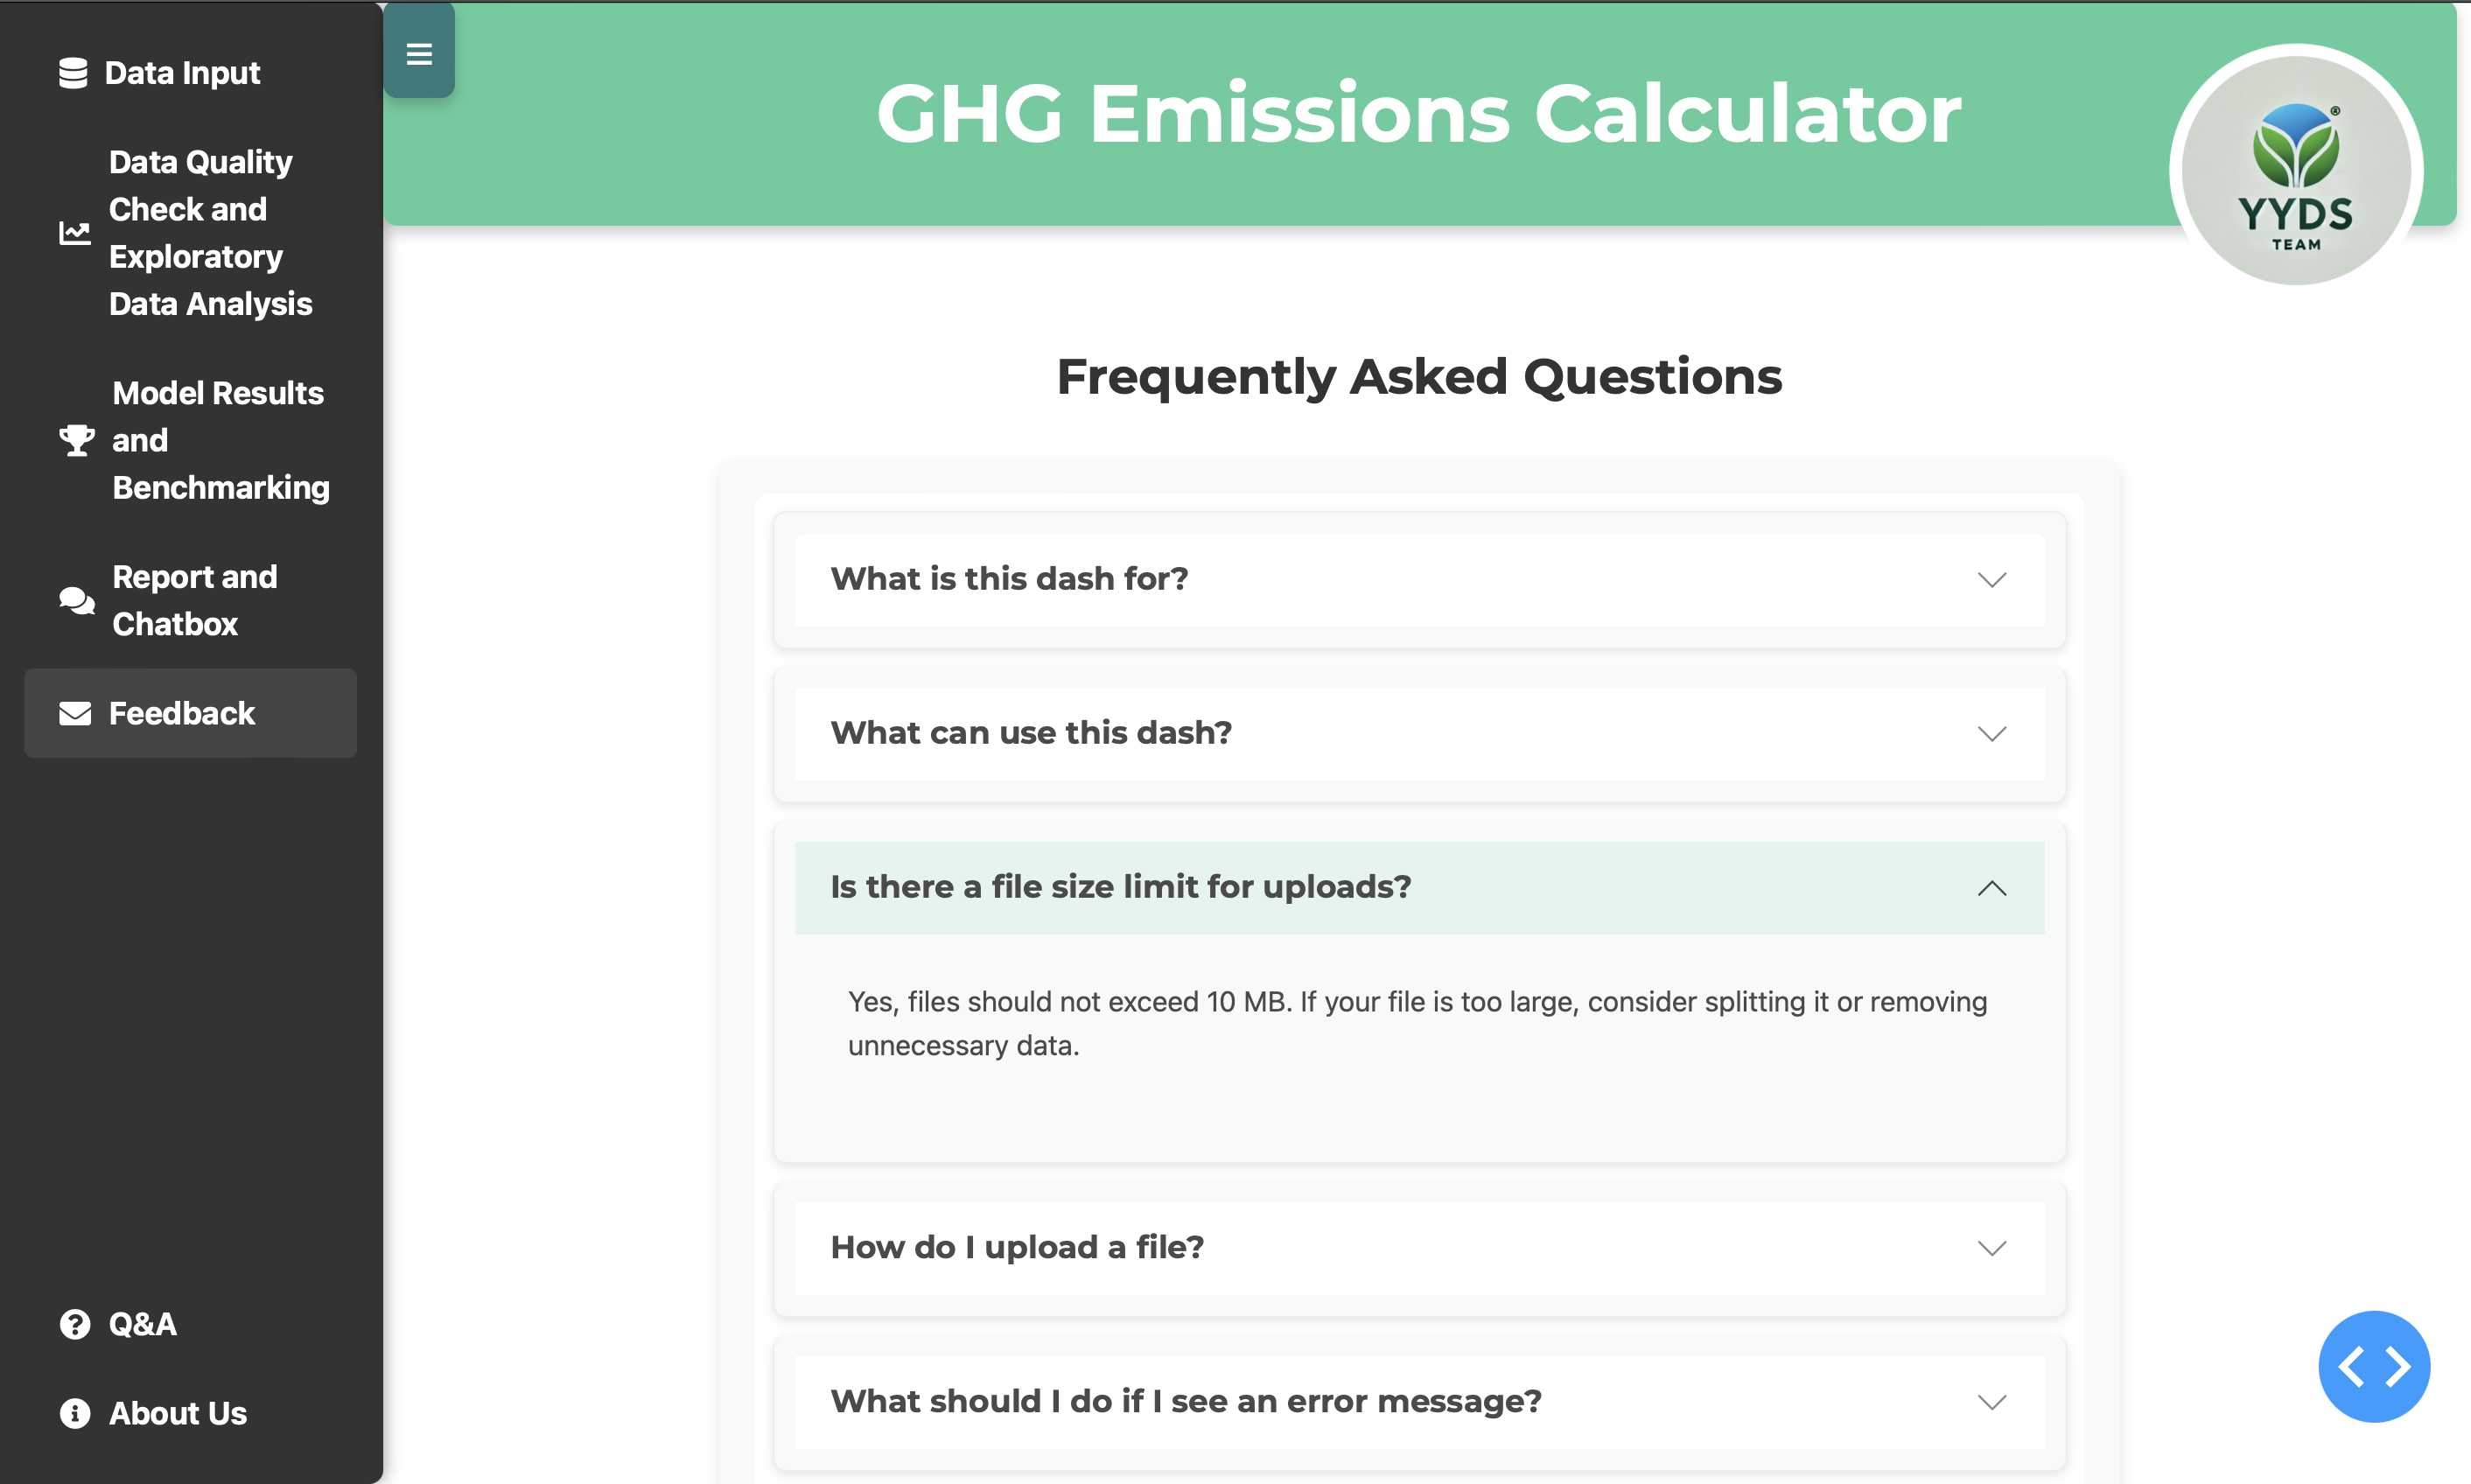 Data Input
Data Quality
Check and
Exploratory
Data Analysis
Model Results
and
Benchmarking
Report and
Chatbox
Feedback
Q&A
About Us
GHG Emissions Calculator
®
YYDS
TEAM
Frequently Asked Questions
What is this dash for?
What can use this dash?
Is there a file size limit for uploads?
Yes, files should not exceed 10 MB. If your file is too large, consider splitting it or removing
unnecessary data.
How do I upload a file?
What should I do if I see an error message?